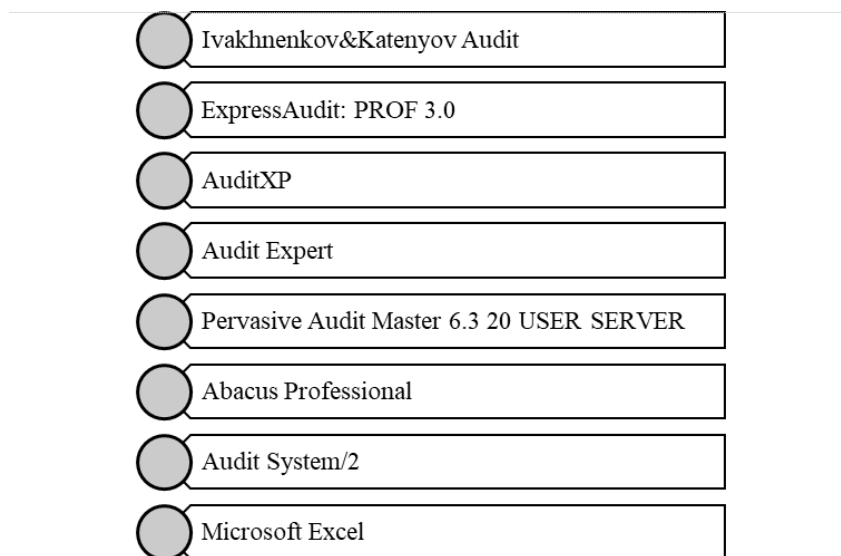 Ivakhnenkov&Katenyov Audit
ExpressAudit: PROF 3.0
AuditXP
Audit Expert
Pervasive Audit Master 6.3 20 USER SERVER
Abacus Professional
Audit System/2
Microsoft Excel